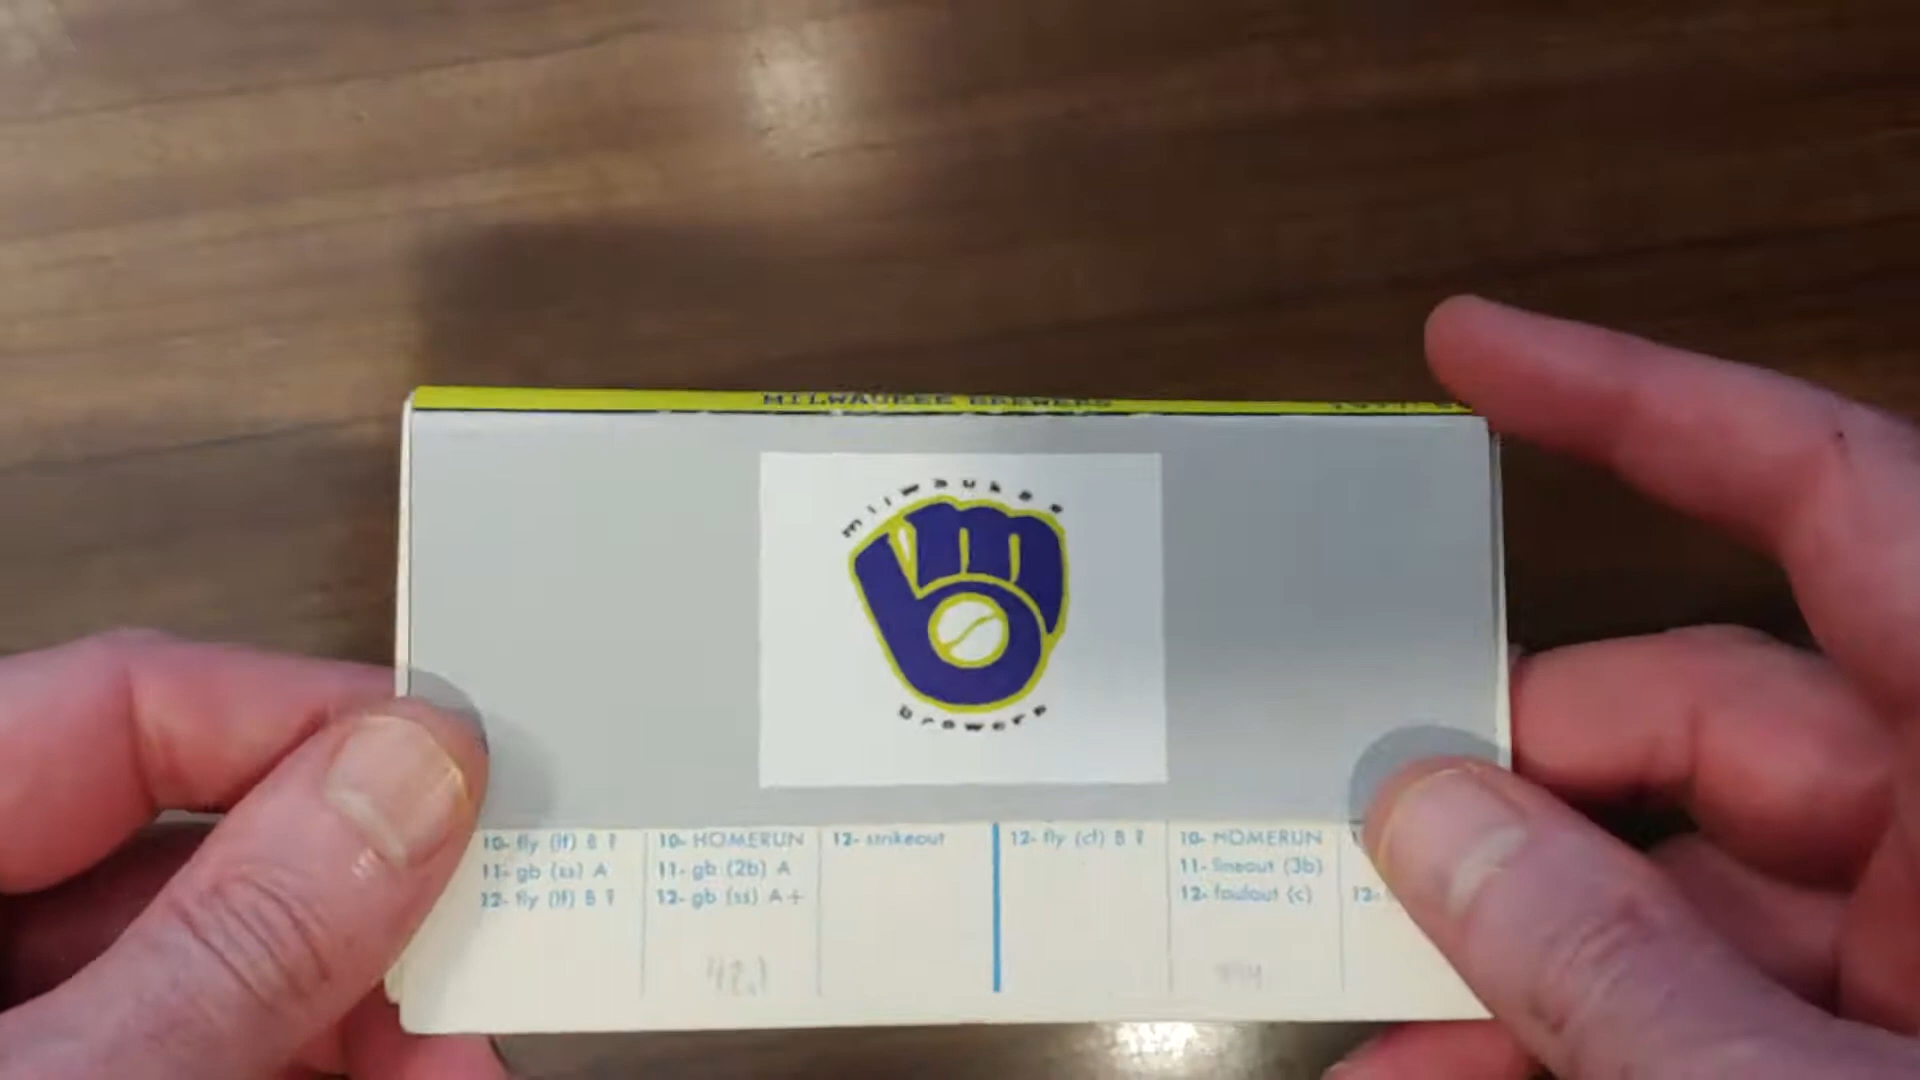 MILWAUKEE BREWERS
milwaukee
brewers
10- fly (lf) B ?
11- gb (ss) A
12- fly (lf) B ?
10- HOMERUN
11- gb (2b) A
12- gb (ss) A+
12- strikeout
12- fly (cf) B ?
10- HOMERUN
11- lineout (3b)
12- foulout (c)
12-